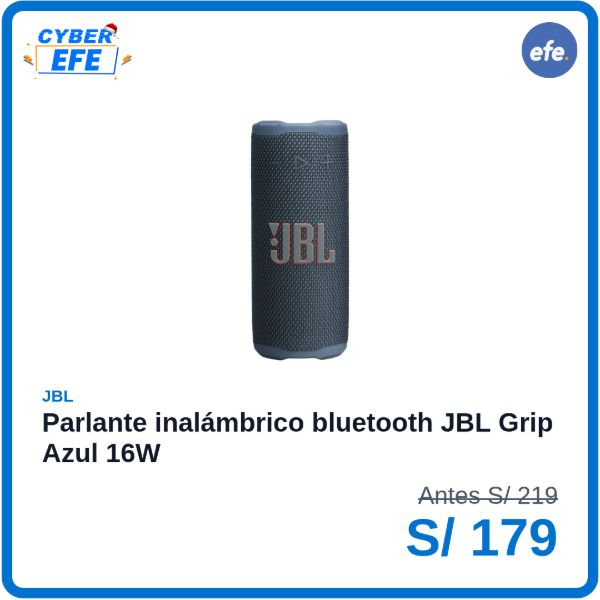 CYBER
EFE
efe.
JBL
JBL
Parlante inalámbrico bluetooth JBL Grip
Azul 16W
Antes S/ 219
S/ 179